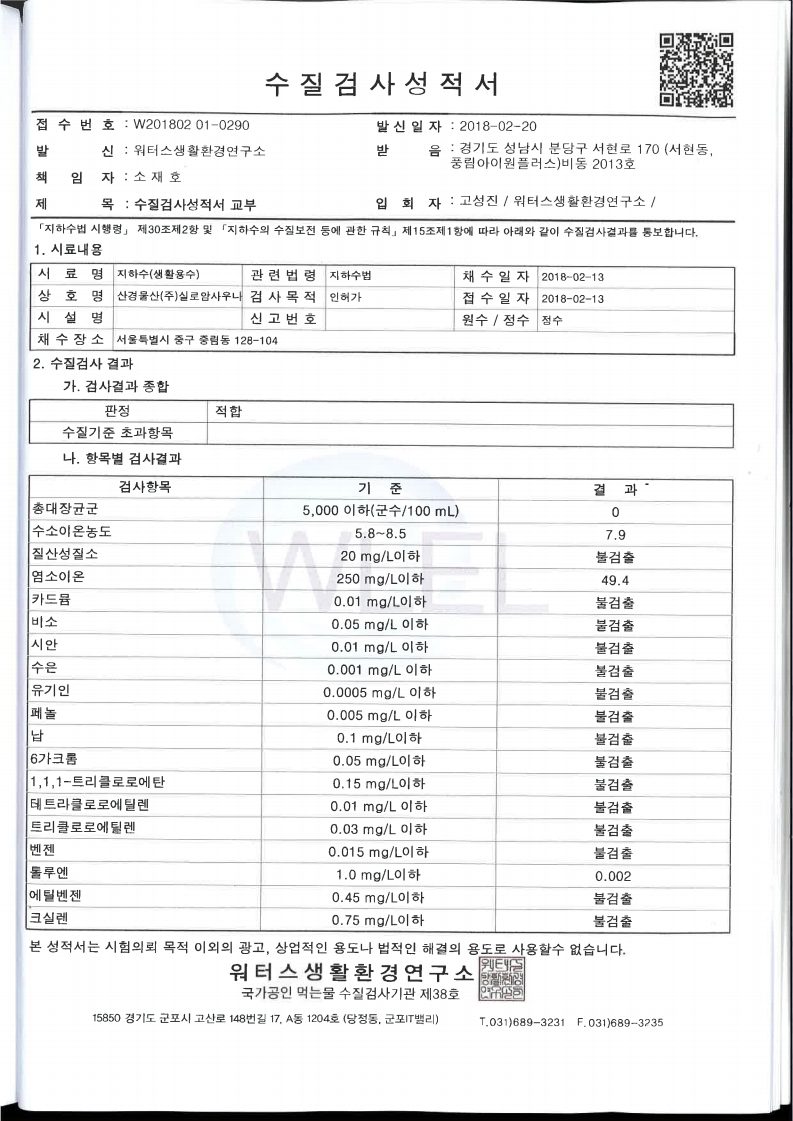 수질검사성적서
접 수 번 호 : W201802 01-0290
발신일자 : 2018-02-20
발 신 : 워터스생활환경연구소
받 음 : 경기도 성남시 분당구 서현로 170 (서현동,
풍림아이원플러스)비동 2013호
책 임 자 : 소 재 호
제 목 : 수질검사성적서 교부
입 회 자 : 고성진 / 워터스생활환경연구소 /
「지하수법 시행령」 제30조제2항 및 「지하수의 수질보전 등에 관한 규칙」 제15조제1항에 따라 아래와 같이 수질검사결과를 통보합니다.
1. 시료내용
시 료 명 지하수(생활용수) 관련법령 지하수법 채수일자 2018-02-13
상 호 명 산경울산(주)실로암사우나 검사목적 인허가 접수일자 2018-02-13
시 설 명 신고번호 원수 / 정수 정수
채수장소 서울특별시 중구 중림동 128-104
2. 수질검사 결과
가. 검사결과 종합
판정 적합
수질기준 초과항목
나. 항목별 검사결과
검사항목 기 준 결 과
총대장균군 5,000 이하(군수/100 mL) 0
수소이온농도 5.8~8.5 7.9
질산성질소 20 mg/L이하 불검출
염소이온 250 mg/L이하 49.4
카드뮴 0.01 mg/L이하 불검출
비소 0.05 mg/L 이하 불검출
시안 0.01 mg/L 이하 불검출
수은 0.001 mg/L 이하 불검출
유기인 0.0005 mg/L 이하 불검출
페놀 0.005 mg/L 이하 불검출
납 0.1 mg/L이하 불검출
6가크롬 0.05 mg/L 이하 불검출
1,1,1-트리클로로에탄 0.15 mg/L이하 불검출
테트라클로로에틸렌 0.01 mg/L 이하 불검출
트리클로로에틸렌 0.03 mg/L 이하 불검출
벤젠 0.015 mg/L이하 불검출
톨루엔 1.0 mg/L이하 0.002
에틸벤젠 0.45 mg/L이하 불검출
크실렌 0.75 mg/L이하 불검출
WLEL
본 성적서는 시험의뢰 목적 이외의 광고, 상업적인 용도나 법적인 해결의 용도로 사용할수 없습니다.
워터스생활환경연구소
국가공인 먹는물 수질검사기관 제38호
15850 경기도 군포시 고산로 148번길 17, A동 1204호 (당정동, 군포IT밸리) T.031)689-3231 F.031)689-3235